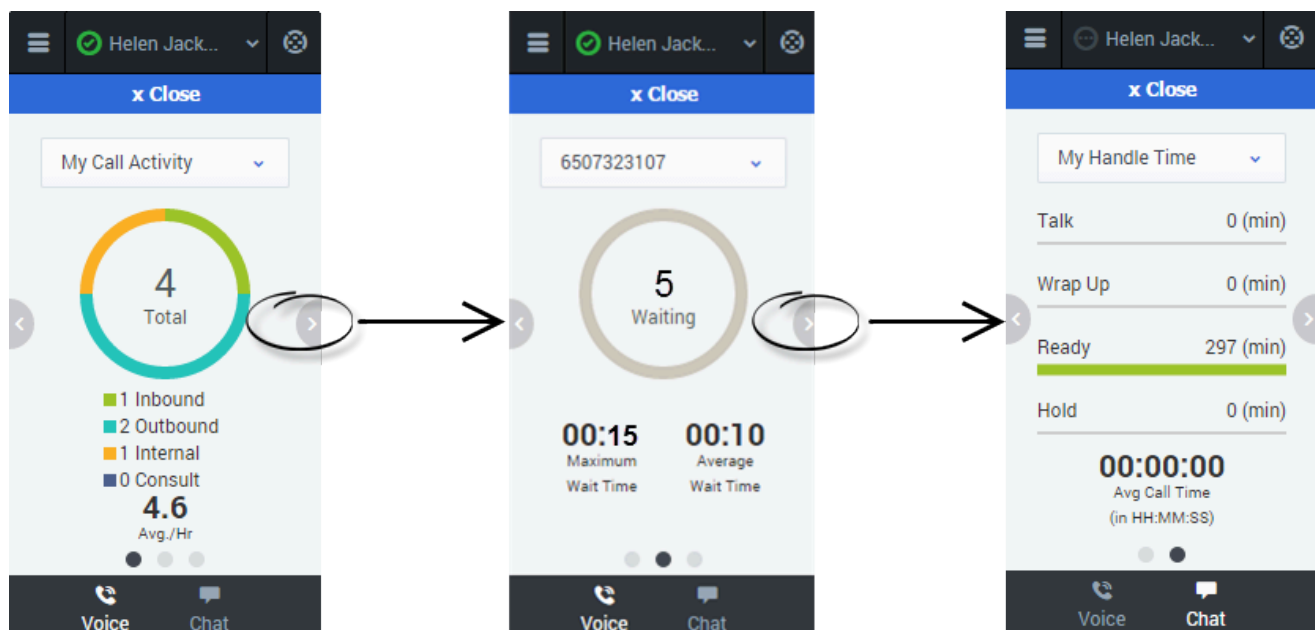 Helen Jack...
x Close
My Call Activity
4
Total
1 Inbound
2 Outbound
1 Internal
0 Consult
4.6
Avg./Hr
Voice
Chat
Helen Jack...
x Close
6507323107
5
Waiting
00:15
Maximum
Wait Time
00:10
Average
Wait Time
Voice
Chat
Helen Jack...
x Close
My Handle Time
Talk 0 (min)
Wrap Up 0 (min)
Ready 297 (min)
Hold 0 (min)
00:00:00
Avg Call Time
(in HH:MM:SS)
Voice
Chat